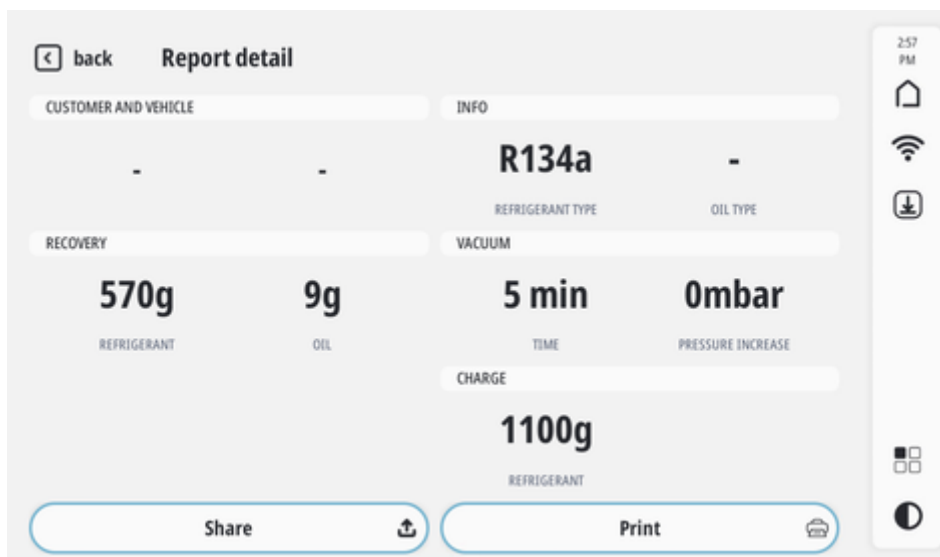 back Report detail
2:57
PM
CUSTOMER AND VEHICLE
- -
INFO
R134a -
REFRIGERANT TYPE OIL TYPE
RECOVERY
570g 9g
REFRIGERANT OIL
VACUUM
5 min 0mbar
TIME PRESSURE INCREASE
CHARGE
1100g
REFRIGERANT
Share
Print